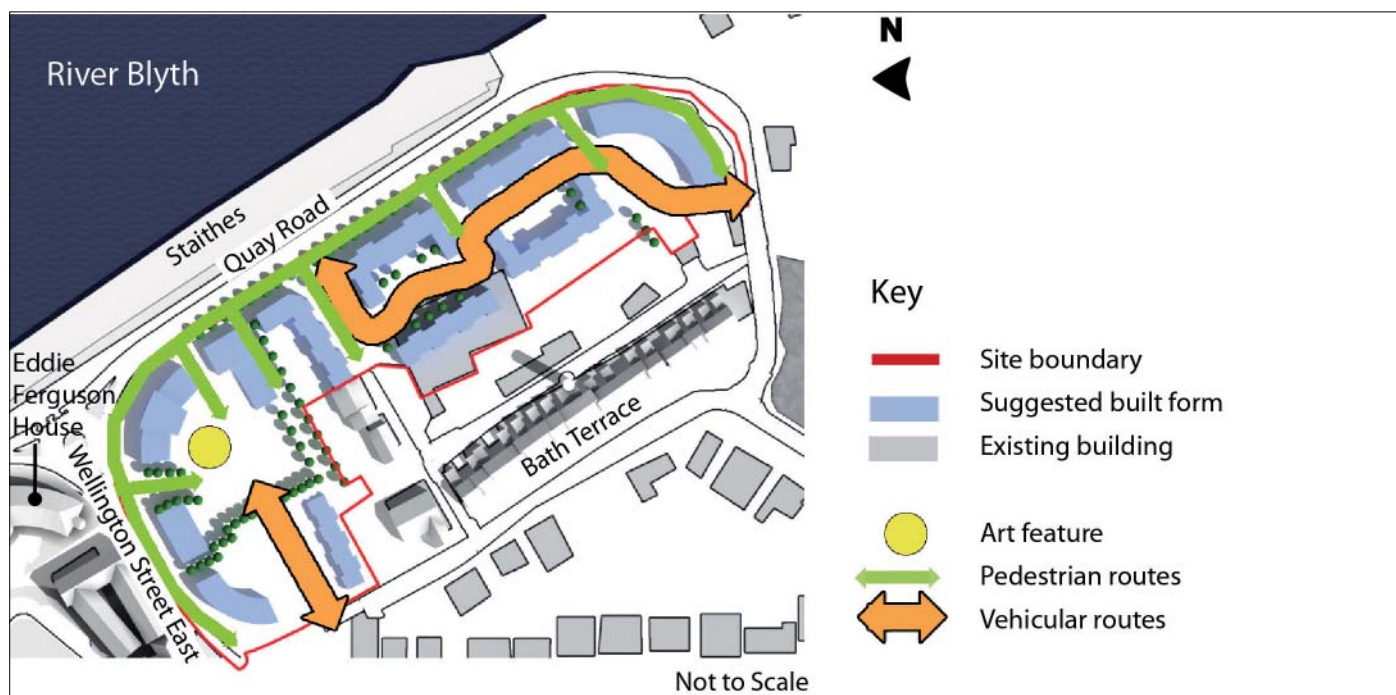 River Blyth
N
Staithes
Quay Road
Eddie
Ferguson
House
Wellington Street East
Bath Terrace
Not to Scale
Key
Site boundary
Suggested built form
Existing building
Art feature
Pedestrian routes
Vehicular routes